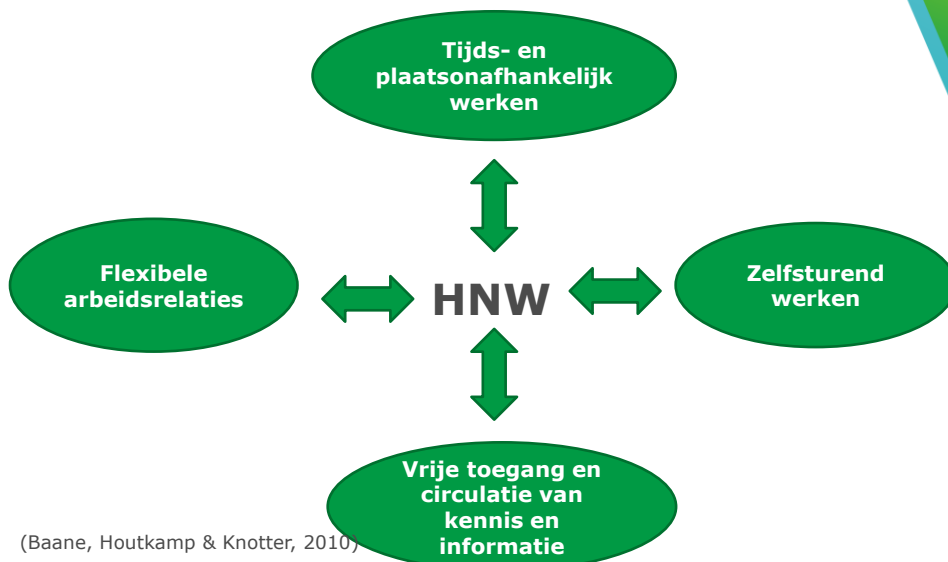 Tijds- en
plaatsonafhankelijk
werken
Flexibele
arbeidsrelaties
HNW
Zelfsturend
werken
Vrije toegang en
circulatie van
kennis en
informatie
(Baane, Houtkamp & Knotter, 2010)